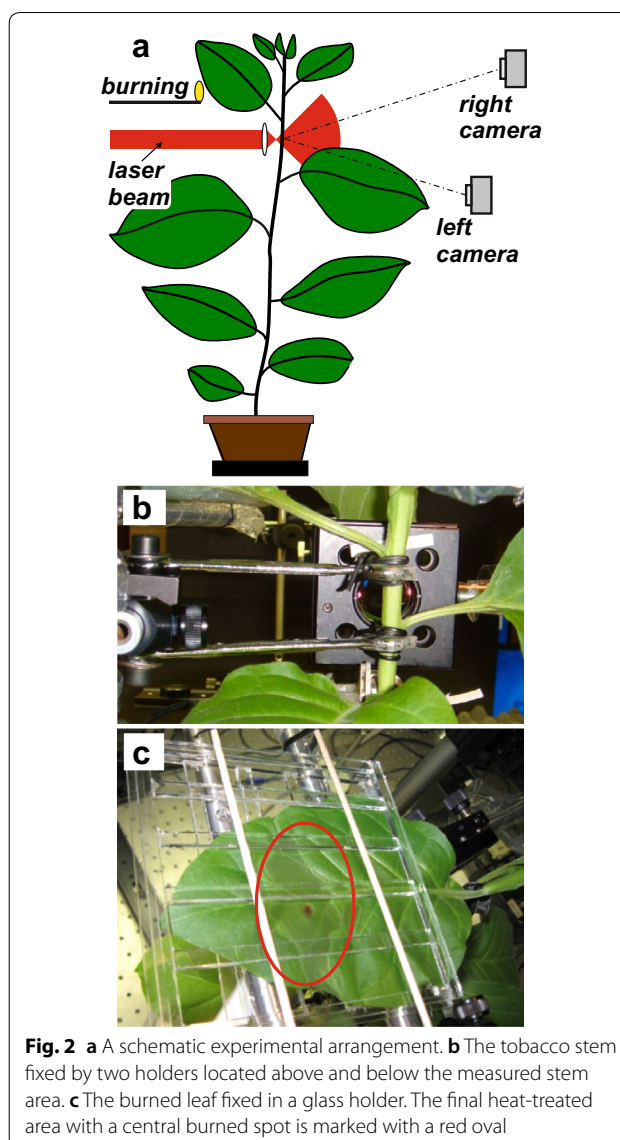 a
burning
laser
beam
right
camera
left
camera
b
c
Fig. 2 a A schematic experimental arrangement. b The tobacco stem
fixed by two holders located above and below the measured stem
area. c The burned leaf fixed in a glass holder. The final heat-treated
area with a central burned spot is marked with a red oval